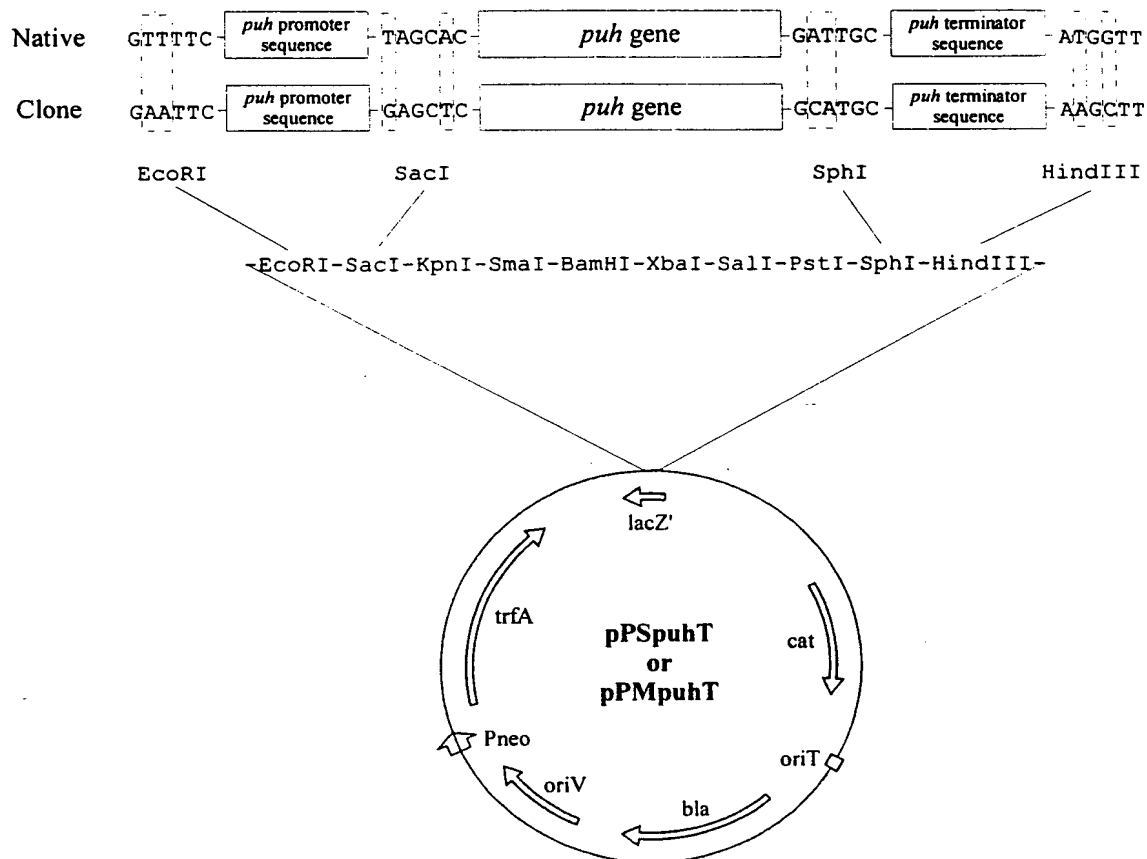 Native GTTTTC puh promoter sequence TAGCAC puh gene GATTGC puh terminator sequence ATGGTT
Clone GAATTC puh promoter sequence GAGCTC puh gene GCATGC puh terminator sequence AAGCTT
EcoRI SacI SphI HindIII
-EcoRI-SacI-KpnI-SmaI-BamHI-XbaI-SalI-PstI-SphI-HindIII-
lacZ'
trfA
cat
pPSpuhT
or
pPMpuhT
Pneo
oriT
oriV
bla